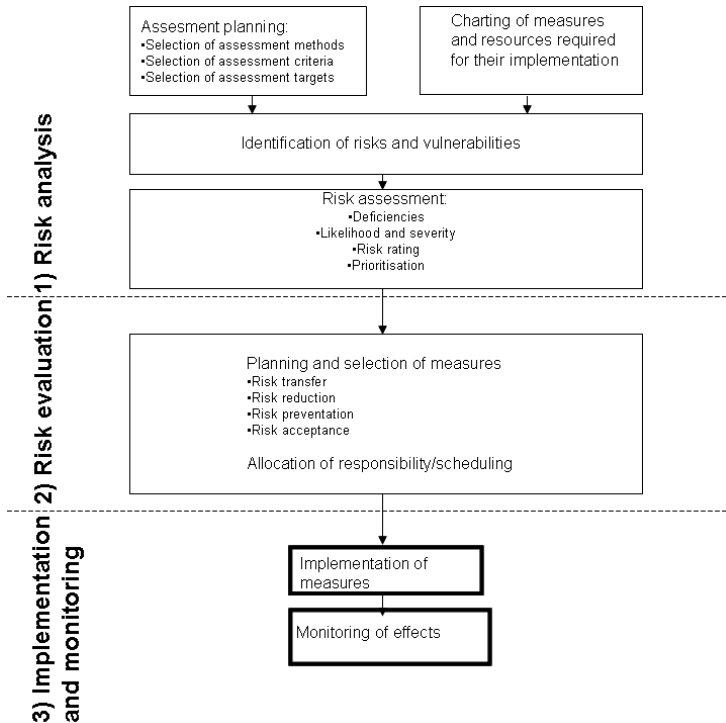 Assesment planning:
▪Selection of assessment methods
▪Selection of assessment criteria
▪Selection of assessment targets
Charting of measures
and resources required
for their implementation
Identification of risks and vulnerabilities
Risk assessment:
▪Deficiencies
▪Likelihood and severity
▪Risk rating
▪Prioritisation
1) Risk analysis
Planning and selection of measures
▪Risk transfer
▪Risk reduction
▪Risk prevention
▪Risk acceptance
Allocation of responsibility/scheduling
2) Risk evaluation
Implementation of
measures
Monitoring of effects
3) Implementation
and monitoring